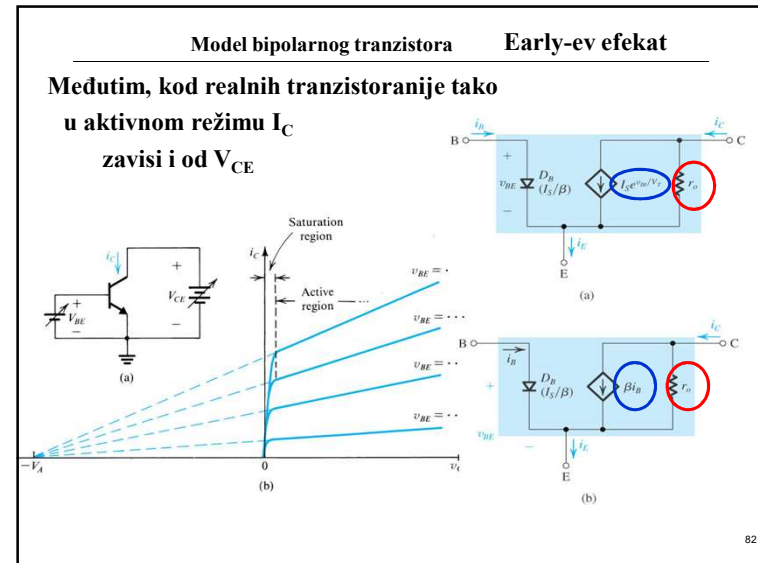 Model bipolarnog tranzistora Early-ev efekat
Međutim, kod realnih tranzistoranije tako
u aktivnom režimu I_C
zavisi i od V_CE
i_C
+
V_BE
−
+
V_CE
−
(a)
Saturation
region
i_C
Active
region
v_BE = ·
v_BE = · · ·
v_BE = · ·
v_BE = · ·
−V_A
0
(b)
i_B
i_C
B
C
+
v_BE
−
D_B
(I_S/β)
I_S e^{v_BE/V_T}
r_o
i_E
E
(a)
i_C
B
C
i_B
+
v_BE
−
D_B
(I_S/β)
βi_B
r_o
i_E
E
(b)
82